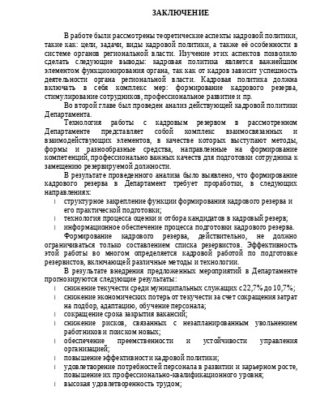 ЗАКЛЮЧЕНИЕ
В работе были рассмотрены теоретические аспекты кадровой политики,
такие как: цели, задачи, виды кадровой политики, а также её особенности в
системе органов региональной власти. Изучение этих аспектов позволило
сделать следующие выводы: кадровая политика является важнейшим
элементом функционирования органа, так как от кадров зависит успешность
деятельности органа региональной власти. Кадровая политика должна
включать в себя комплекс мер: формирование кадрового резерва,
стимулирование сотрудников, профессиональное развитие и пр.
Во второй главе был проведен анализ действующей кадровой политики
Департамента.
Технология работы с кадровым резервом в рассмотренном
Департаменте представляет собой комплекс взаимосвязанных и
взаимодействующих элементов, в качестве которых выступают методы,
формы и разнообразные средства, направленные на формирование
компетенций, профессионально важных качеств для подготовки сотрудника к
замещению резервируемой должности.
В результате проведенного анализа было выявлено, что формирование
кадрового резерва в Департамент требует проработки, в следующих
направлениях:
структурное закрепление функции формирования кадрового резерва и
его практической подготовки;
технология процесса оценки и отбора кандидатов в кадровый резерв;
информационное обеспечение процесса подготовки кадрового резерва.
Формирование кадрового резерва, действительно, не должно
ограничиваться только составлением списка резервистов. Эффективность
этой работы во многом определяется кадровой работой по подготовке
резервистов, включающей различные методы и технологии.
В результате внедрения предложенных мероприятий в Департаменте
прогнозируются следующие результаты:
снижение текучести среди муниципальных служащих с 22,7% до 10,7%;
снижение экономических потерь от текучести за счет сокращения затрат
на подбор, адаптацию, обучение персонала;
сокращение срока закрытия вакансий;
снижение рисков, связанных с незапланированным увольнением
работников и поиском новых;
обеспечение преемственности и устойчивости управления
организацией;
повышение эффективности кадровой политики;
удовлетворение потребностей персонала в развитии и карьерном росте,
повышение их профессионально-квалификационного уровня;
высокая удовлетворенность трудом;